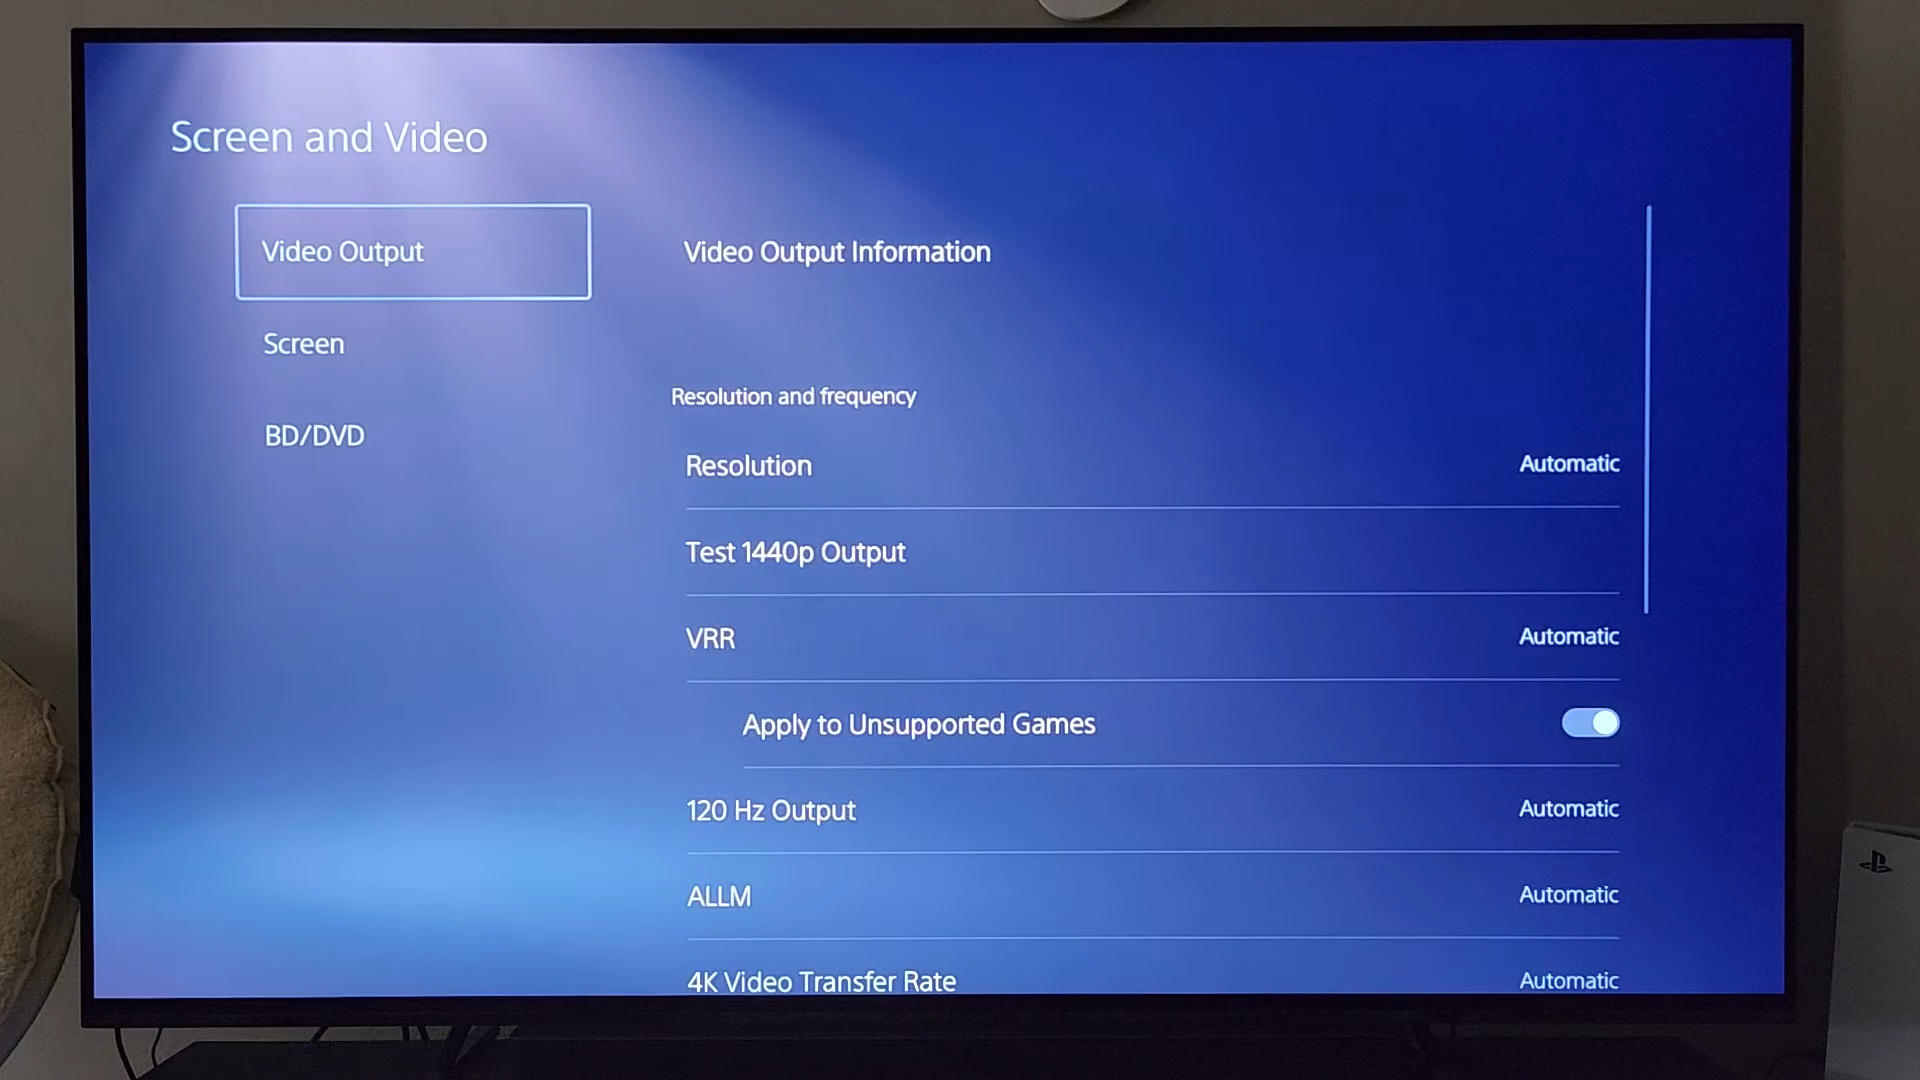 Screen and Video
Video Output
Screen
BD/DVD
Video Output Information
Resolution and frequency
Resolution Automatic
Test 1440p Output
VRR Automatic
Apply to Unsupported Games
120 Hz Output Automatic
ALLM Automatic
4K Video Transfer Rate Automatic